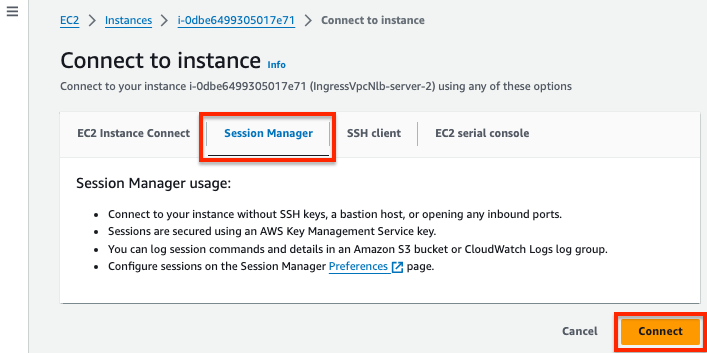 EC2 > Instances > i-0dbe6499305017e71 > Connect to instance
Connect to instance Info
Connect to your instance i-0dbe6499305017e71 (IngressVpcNlb-server-2) using any of these options
EC2 Instance Connect Session Manager SSH client EC2 serial console
Session Manager usage:
• Connect to your instance without SSH keys, a bastion host, or opening any inbound ports.
• Sessions are secured using an AWS Key Management Service key.
• You can log session commands and details in an Amazon S3 bucket or CloudWatch Logs log group.
• Configure sessions on the Session Manager Preferences page.
Cancel Connect